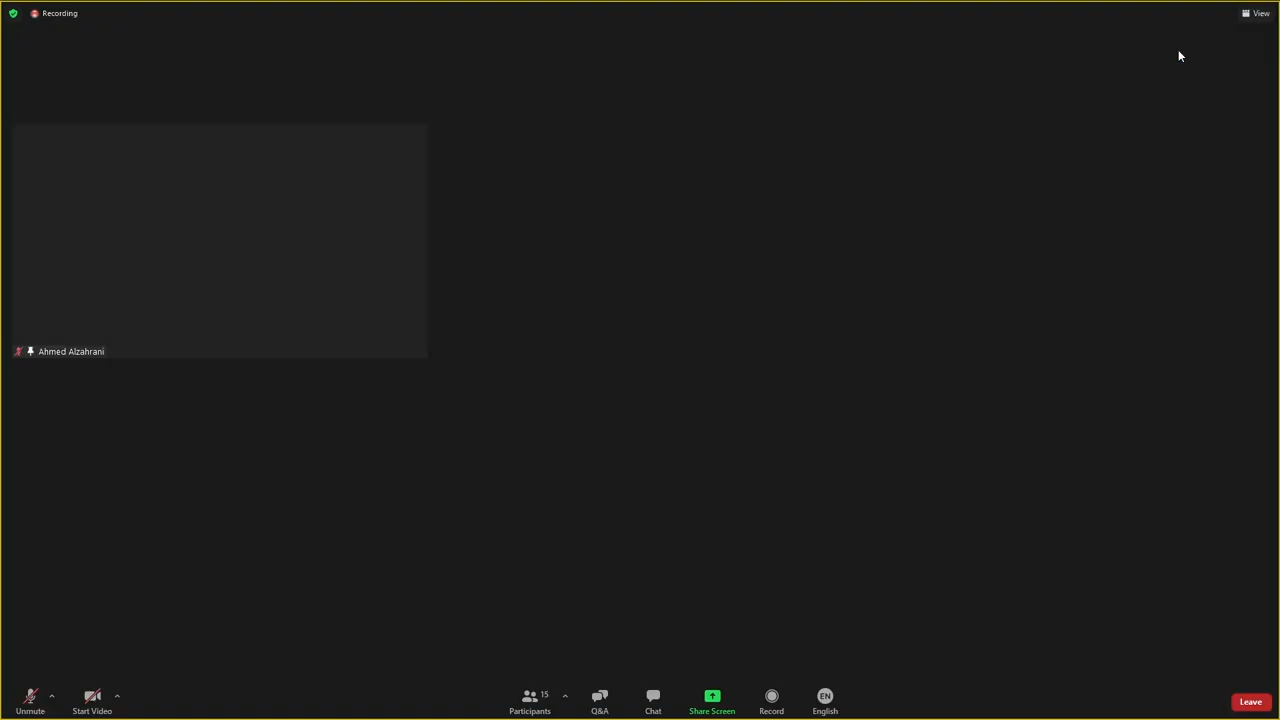 Recording
View
Ahmed Alzahrani
15
EN
Unmute
Start Video
Participants
Q&A
Chat
Share Screen
Record
English
Leave